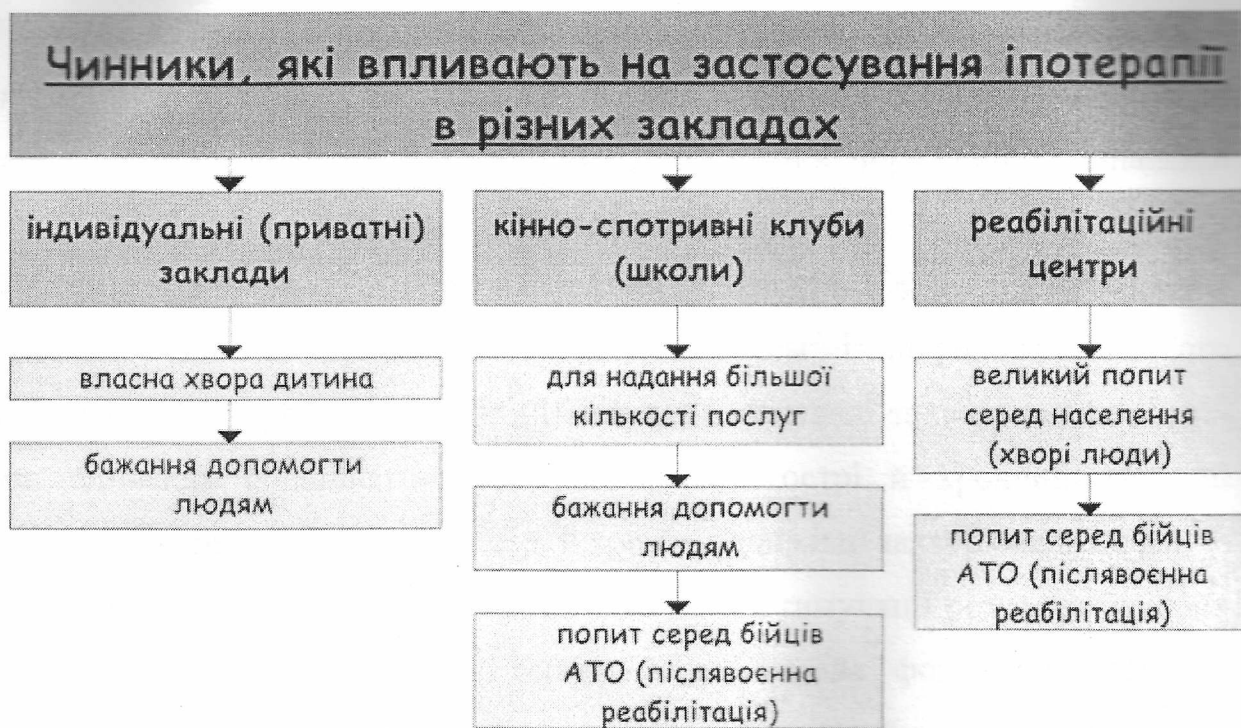 Чинники, які впливають на застосування іпотерапії
в різних закладах
індивідуальні (приватні)
заклади
власна хвора дитина
бажання допомогти
людям
кінно-спотривні клуби
(школи)
для надання більшої
кількості послуг
бажання допомогти
людям
попит серед бійців
АТО (післявоєнна
реабілітація)
реабілітаційні
центри
великий попит
серед населення
(хворі люди)
попит серед бійців
АТО (післявоєнна
реабілітація)